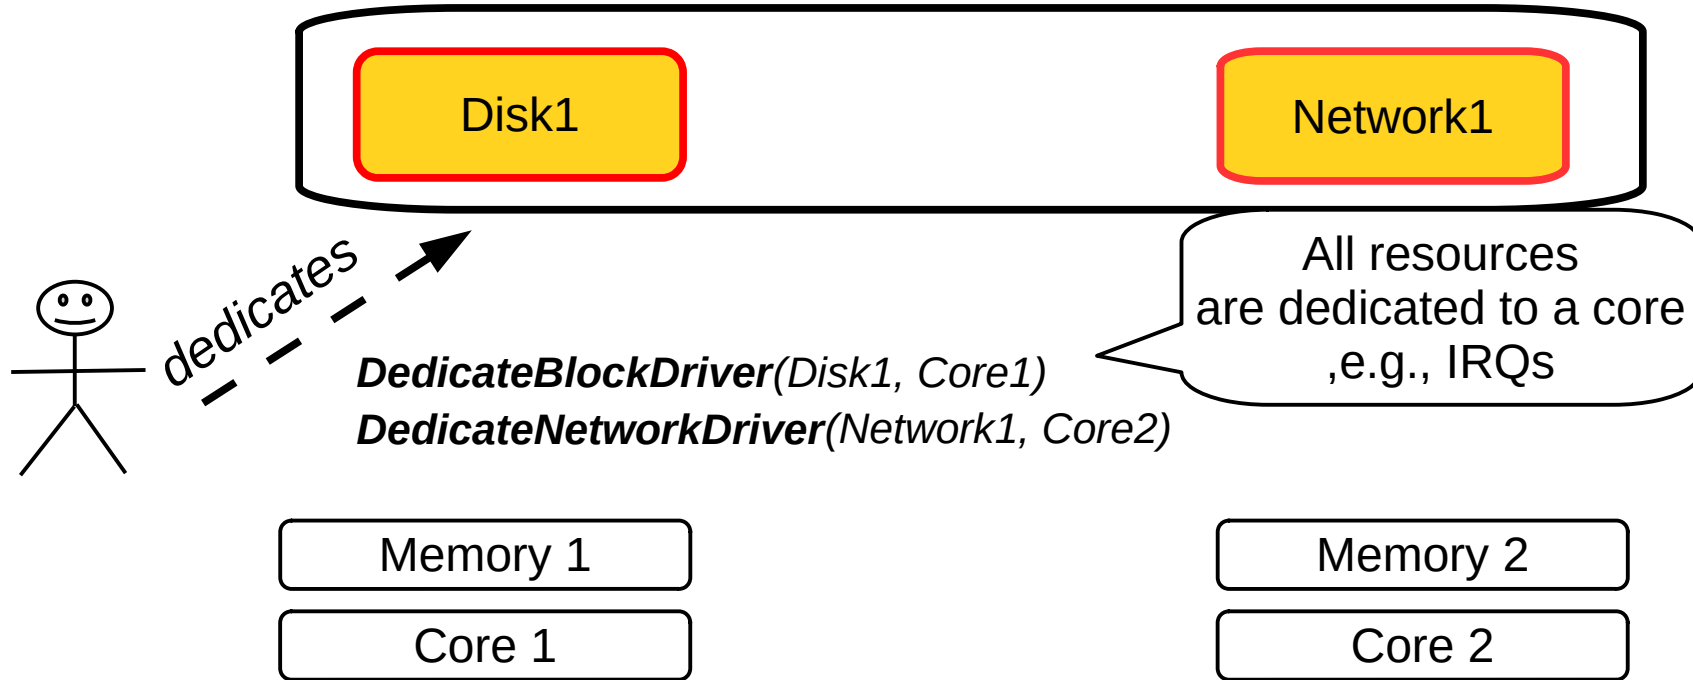 Disk1
Network1
dedicates
All resources
are dedicated to a core
,e.g., IRQs
DedicateBlockDriver(Disk1, Core1)
DedicateNetworkDriver(Network1, Core2)
Memory 1
Memory 2
Core 1
Core 2